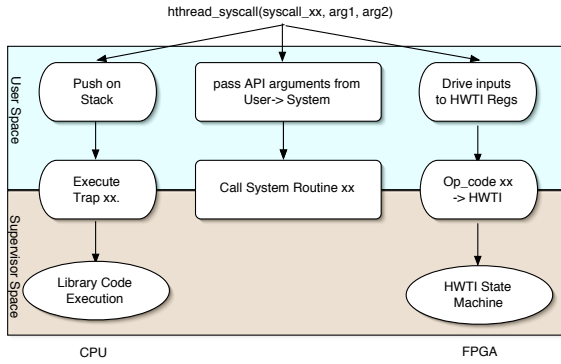 hthread_syscall(syscall_xx, arg1, arg2)
User Space
Push on
Stack
pass API arguments from
User-> System
Drive inputs
to HWTI Regs
Execute
Trap xx.
Call System Routine xx
Op_code xx
-> HWTI
Supervisor Space
Library Code
Execution
HWTI State
Machine
CPU
FPGA